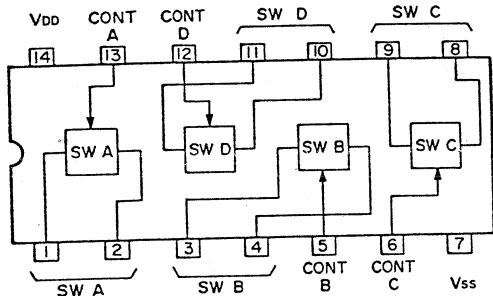 VDD CONT A CONT D SW D SW C
14 13 12 11 10 9 8
SW A SW D SW B SW C
1 2 3 4 5 6 7
SW A SW B CONT B CONT C VSS